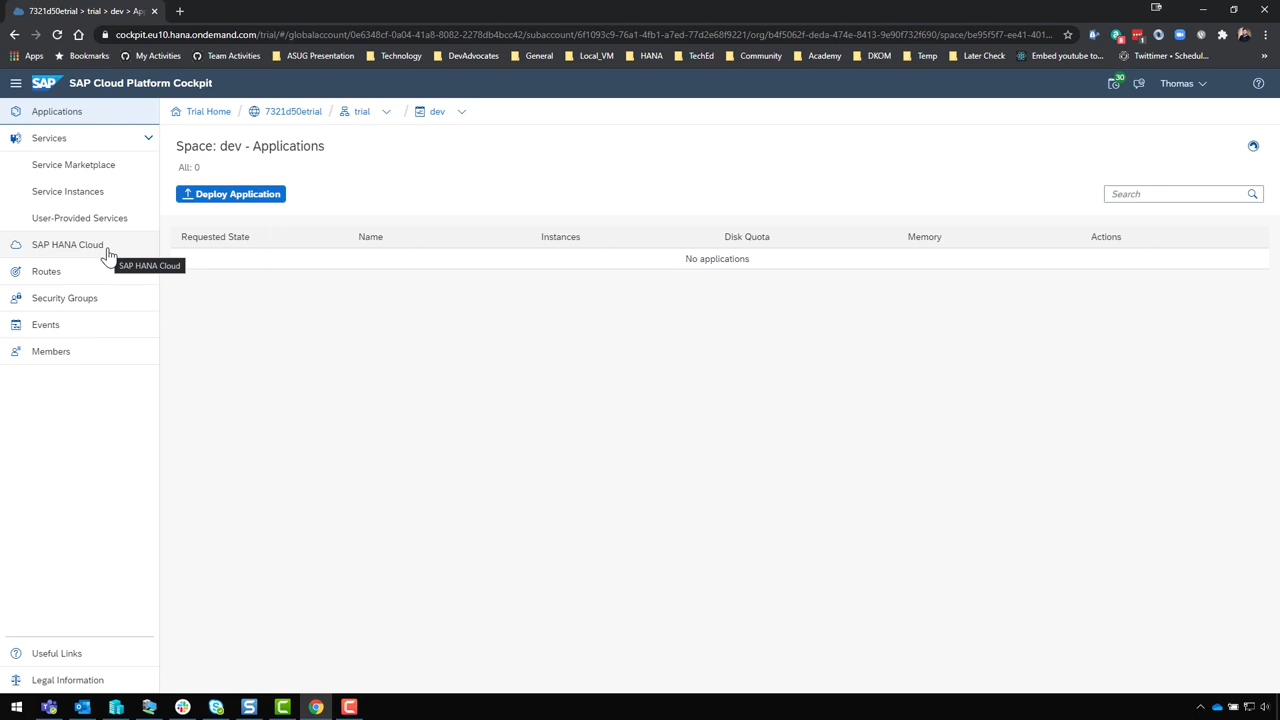 7321d50etrial > trial > dev > Ap
cockpit.eu10.hana.ondemand.com/trial/#/globalaccount/0e6348cf-0a04-41a8-8082-2278db4bcc42/subaccount/6f1093c9-76a1-4fb1-a7ed-77d2e68f9221/org/b4f5062f-deda-474e-8413-9e90f732f690/space/be95f5f7-ee41-401...
Apps Bookmarks My Activities Team Activities ASUG Presentation Technology DevAdvocates General Local_VM HANA TechEd Community Academy DKOM Temp Later Check Embed youtube to... Twittimer • Schedul... »
SAP SAP Cloud Platform Cockpit 30 Thomas
Applications
Services
Service Marketplace
Service Instances
User-Provided Services
SAP HANA Cloud
SAP HANA Cloud
Routes
Security Groups
Events
Members
Useful Links
Legal Information
Trial Home / 7321d50etrial / trial / dev
Space: dev - Applications
All: 0
Deploy Application
Search
Requested State Name Instances Disk Quota Memory Actions
No applications